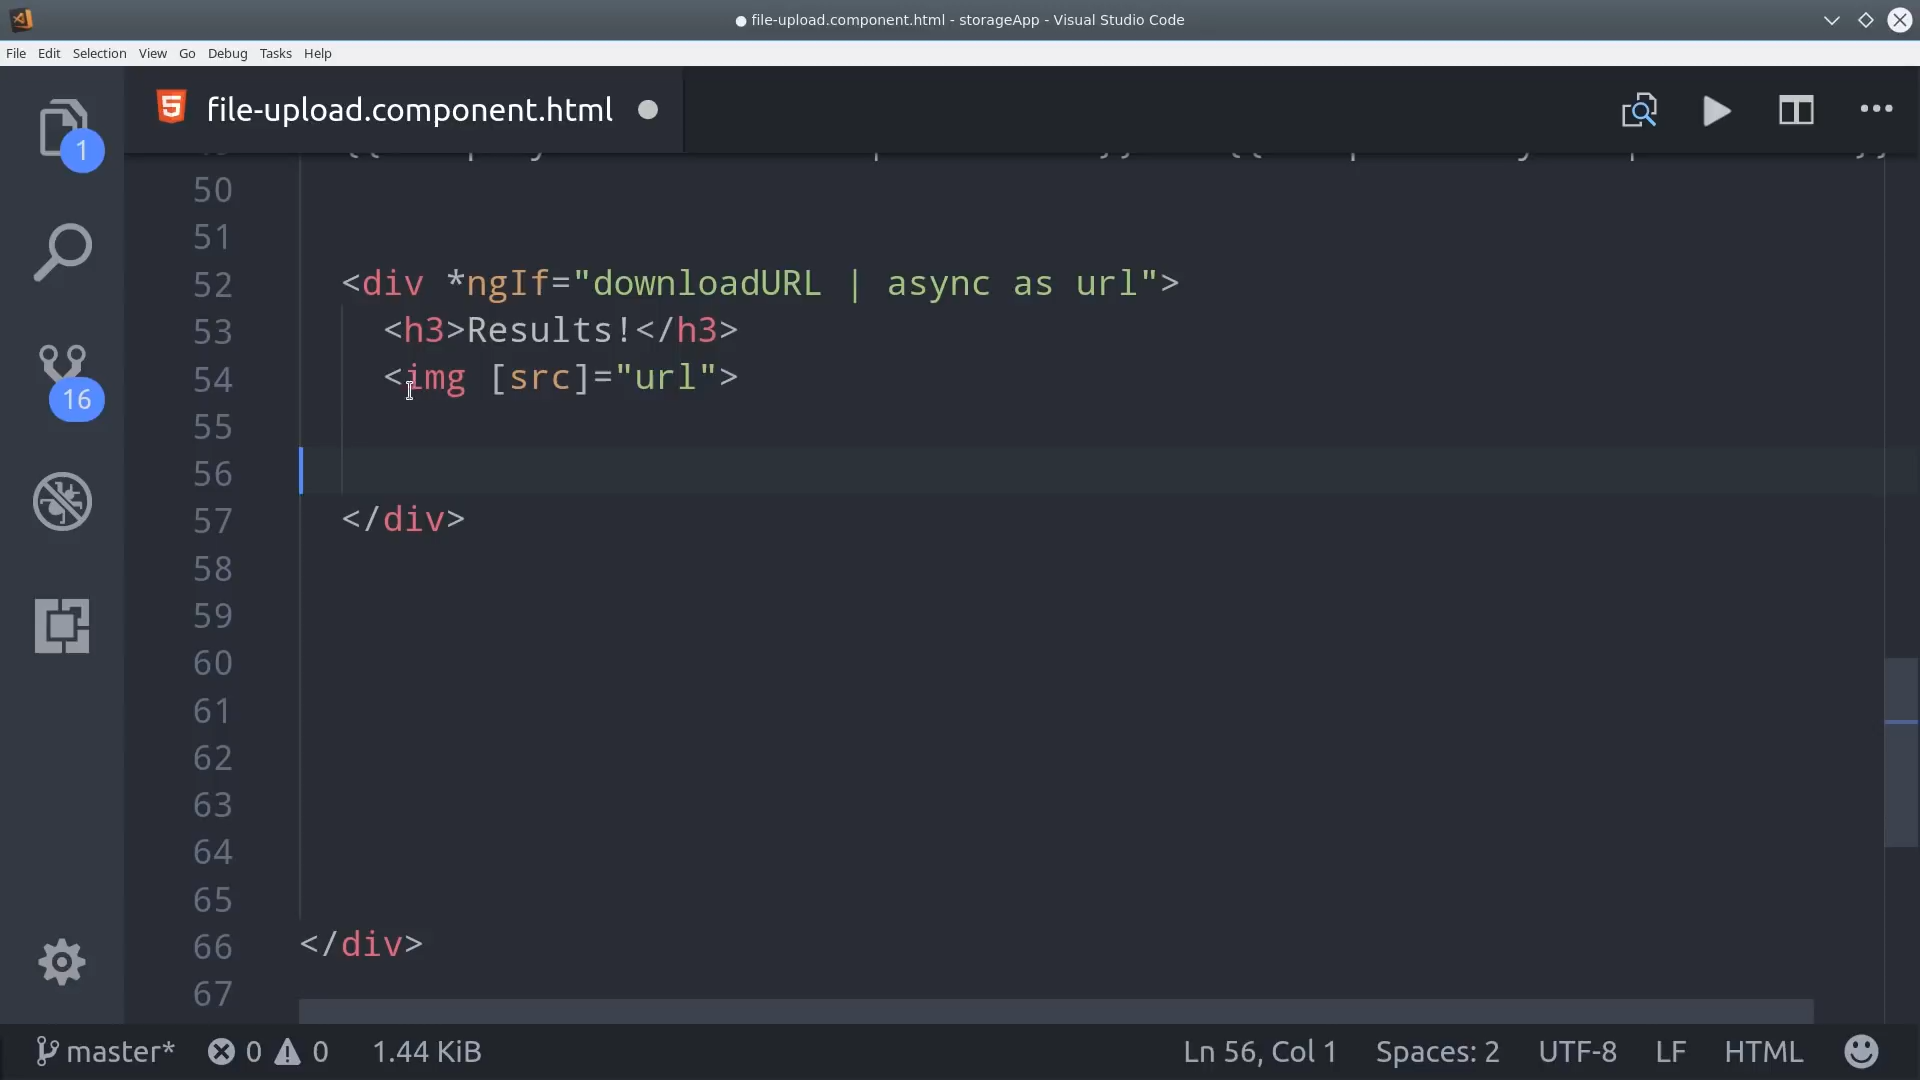 file-upload.component.html - storageApp - Visual Studio Code
File Edit Selection View Go Debug Tasks Help
file-upload.component.html
1
16
50
51
52 <div *ngIf="downloadURL | async as url">
53 <h3>Results!</h3>
54 <img [src]="url">
55
56
57 </div>
58
59
60
61
62
63
64
65
66 </div>
67
master* 0 0 1.44 KiB Ln 56, Col 1 Spaces: 2 UTF-8 LF HTML